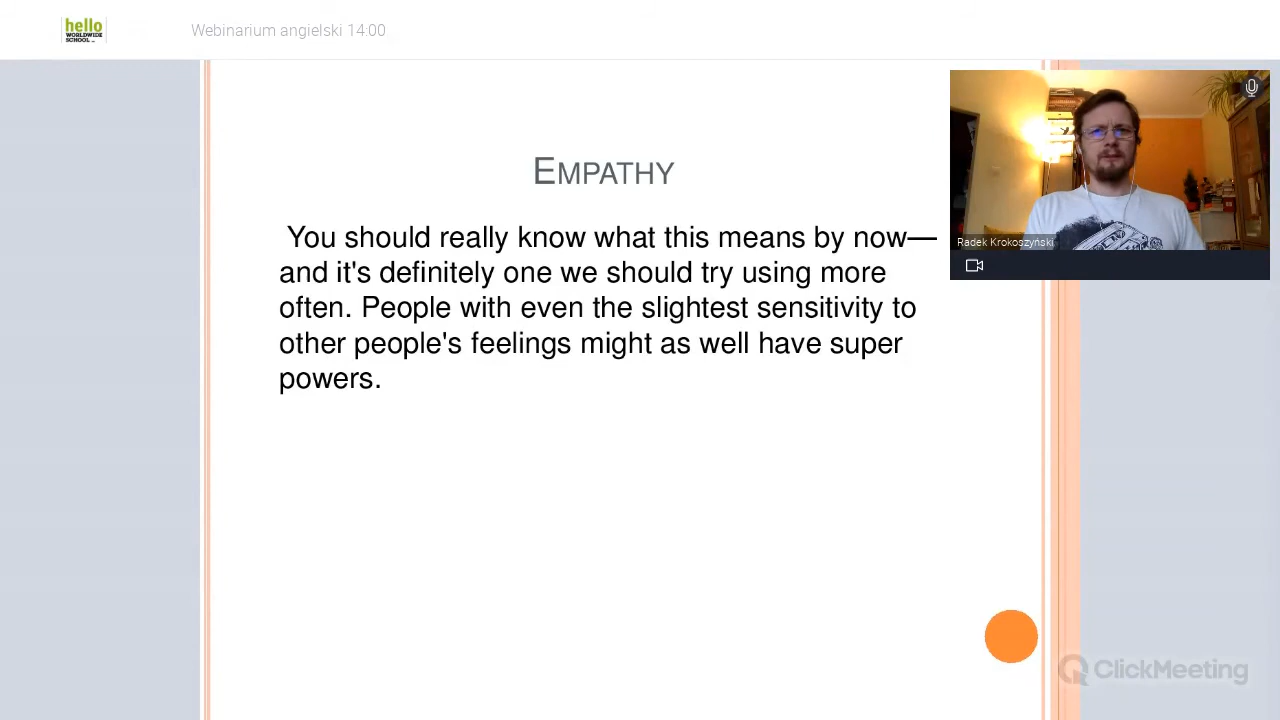 hello
WORLDWIDE
SCHOOL
Webinarium angielski 14:00
EMPATHY
You should really know what this means by now—
and it's definitely one we should try using more
often. People with even the slightest sensitivity to
other people's feelings might as well have super
powers.
Radek Krokoszyński
ClickMeeting